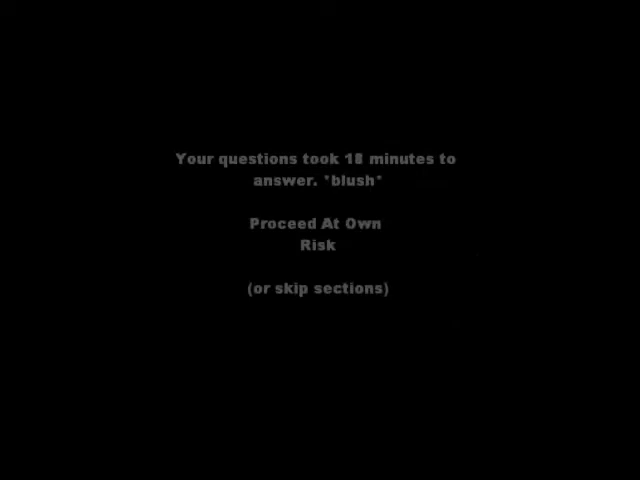 Your questions took 18 minutes to
answer. *blush*
Proceed At Own
Risk
(or skip sections)